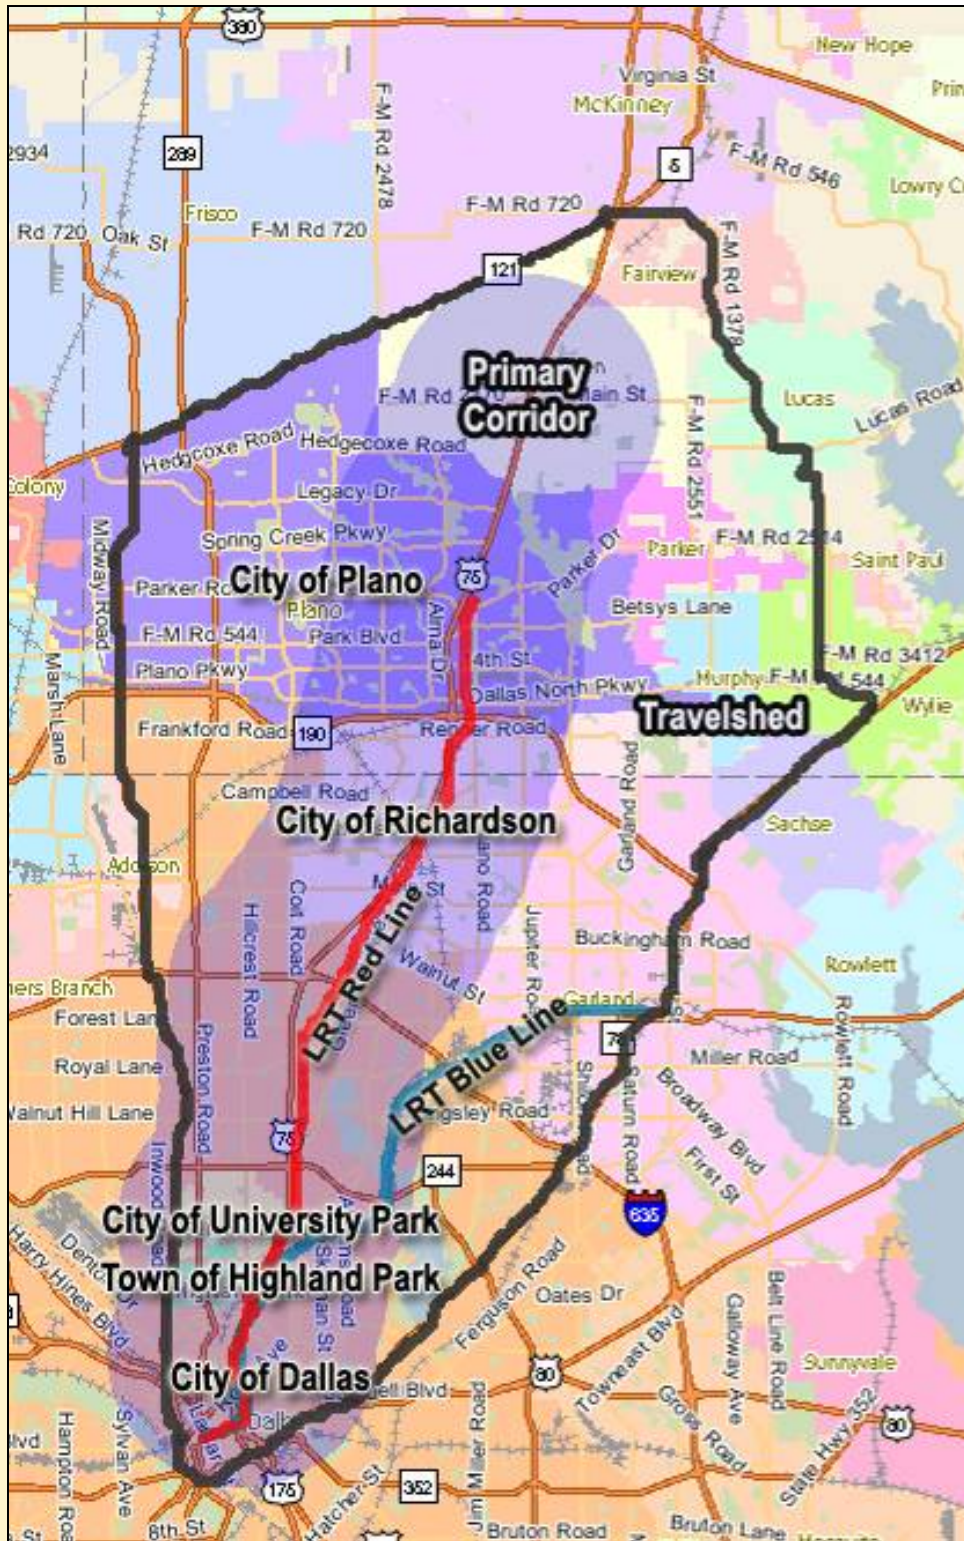 380
New Hope
Virginia St
McKinney
F-M Rd 2478
289
2934
5
F-M Rd 546
Lowry
Frisco
F-M Rd 720
Rd 720
Oak St
F-M Rd 720
121
Fairview
F-M Rd 1378
Primary
Corridor
F-M Rd
Main St
Lucas
Lucas Road
Hedgcoxe Road
Hedgecoxe Road
Colony
Legacy Dr
F-M Rd 2551
Spring Creek Pkwy
Midway Road
Parker
F-M Rd 2514
Saint Paul
Parker Dr
75
City of Plano
Plano
Alma Dr
Betsys Lane
F-M Rd 544
Park Blvd
4th St
Marsh Lane
Plano Pkwy
Dallas North Pkwy
Murphy
F-M Rd 3412
F-M Rd 544
Travelshed
Wylie
Frankford Road
190
Renner Road
Garland Road
Campbell Road
City of Richardson
Sachse
Addison
Coit Road
Hillcrest Road
LRT Red Line
Jupiter Road
Buckingham Road
Walnut St
Rowlett
Garland
Forest Lane
Preston Road
LRT Blue Line
Miller Road
Rowlett Road
Royal Lane
Saturn Road
Broadway Blvd
Walnut Hill Lane
75
First St
Inwood
244
635
City of University Park
Harry Hines Blvd
Town of Highland Park
Ferguson Road
Oates Dr
Belt Line Road
Galloway Ave
Towneast Blvd
Sunnyvale
City of Dallas
80
Gross Road
80
Sylvan Ave
Hampton
Jim Miller Road
State Hwy 352
175
352
Hatcher St
8th St
Bruton Road
Bruton Lane